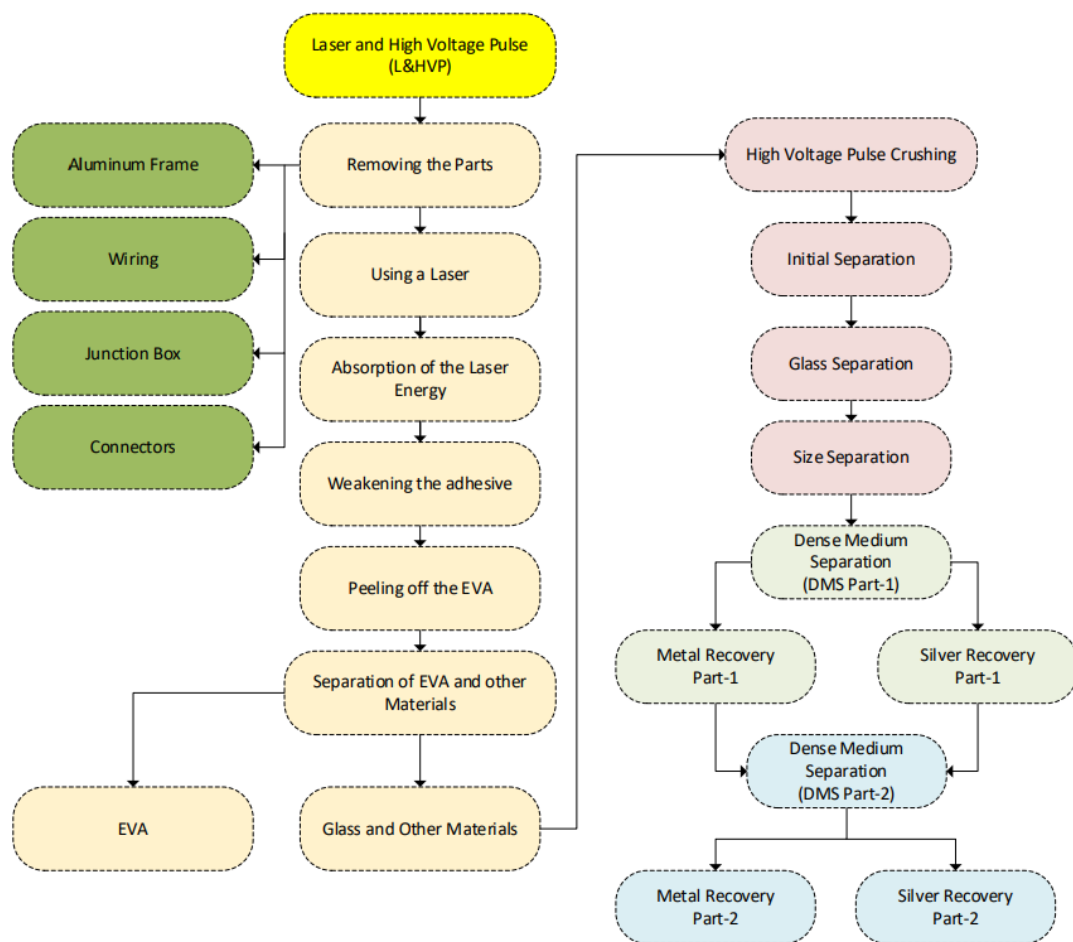 Laser and High Voltage Pulse
(L&HVP)
Aluminum Frame
Removing the Parts
Wiring
Using a Laser
Junction Box
Absorption of the Laser
Energy
Connectors
Weakening the adhesive
Peeling off the EVA
Separation of EVA and other
Materials
EVA
Glass and Other Materials
High Voltage Pulse Crushing
Initial Separation
Glass Separation
Size Separation
Dense Medium
Separation
(DMS Part-1)
Metal Recovery
Part-1
Silver Recovery
Part-1
Dense Medium
Separation
(DMS Part-2)
Metal Recovery
Part-2
Silver Recovery
Part-2